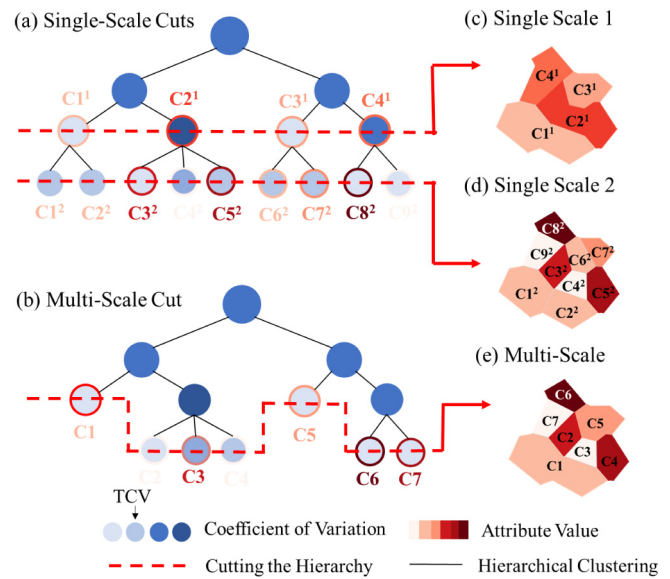 (a) Single-Scale Cuts
C1¹ C2¹ C3¹ C4¹
C1² C2² C3² C4² C5² C6² C7² C8² C9²
(c) Single Scale 1
C4¹
C3¹
C2¹
C1¹
(d) Single Scale 2
C8²
C9² C6² C7²
C3²
C4²
C1² C5²
C2²
(b) Multi-Scale Cut
C1 C5
C2 C3 C4 C6 C7
(e) Multi-Scale
C6
C7 C5
C2
C3 C4
C1
TCV
Coefficient of Variation Attribute Value
Cutting the Hierarchy Hierarchical Clustering